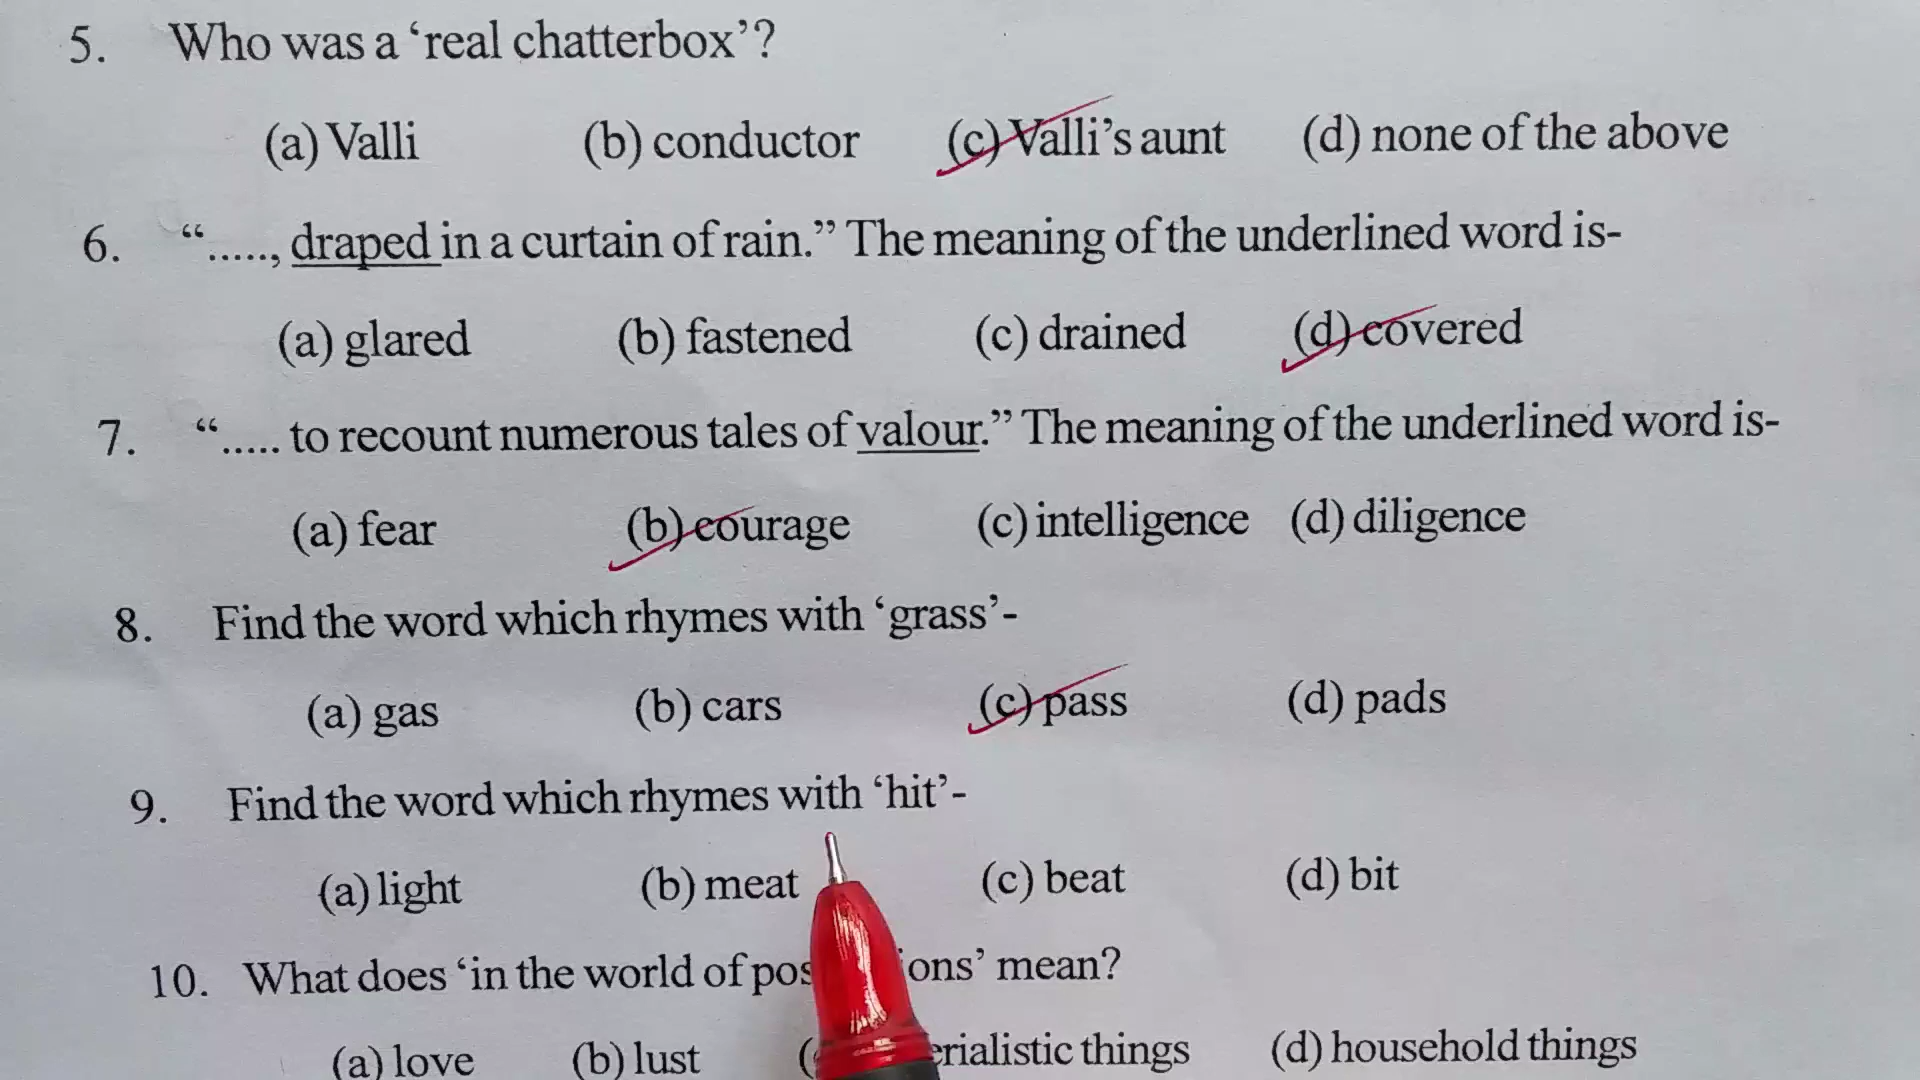 5. Who was a ‘real chatterbox’?
(a) Valli (b) conductor (c) Valli’s aunt (d) none of the above
6. “....., draped in a curtain of rain.” The meaning of the underlined word is-
(a) glared (b) fastened (c) drained (d) covered
7. “..... to recount numerous tales of valour.” The meaning of the underlined word is-
(a) fear (b) courage (c) intelligence (d) diligence
8. Find the word which rhymes with ‘grass’-
(a) gas (b) cars (c) pass (d) pads
9. Find the word which rhymes with ‘hit’-
(a) light (b) meat (c) beat (d) bit
10. What does ‘in the world of mean?
(a) love (b) lust things (d) household things